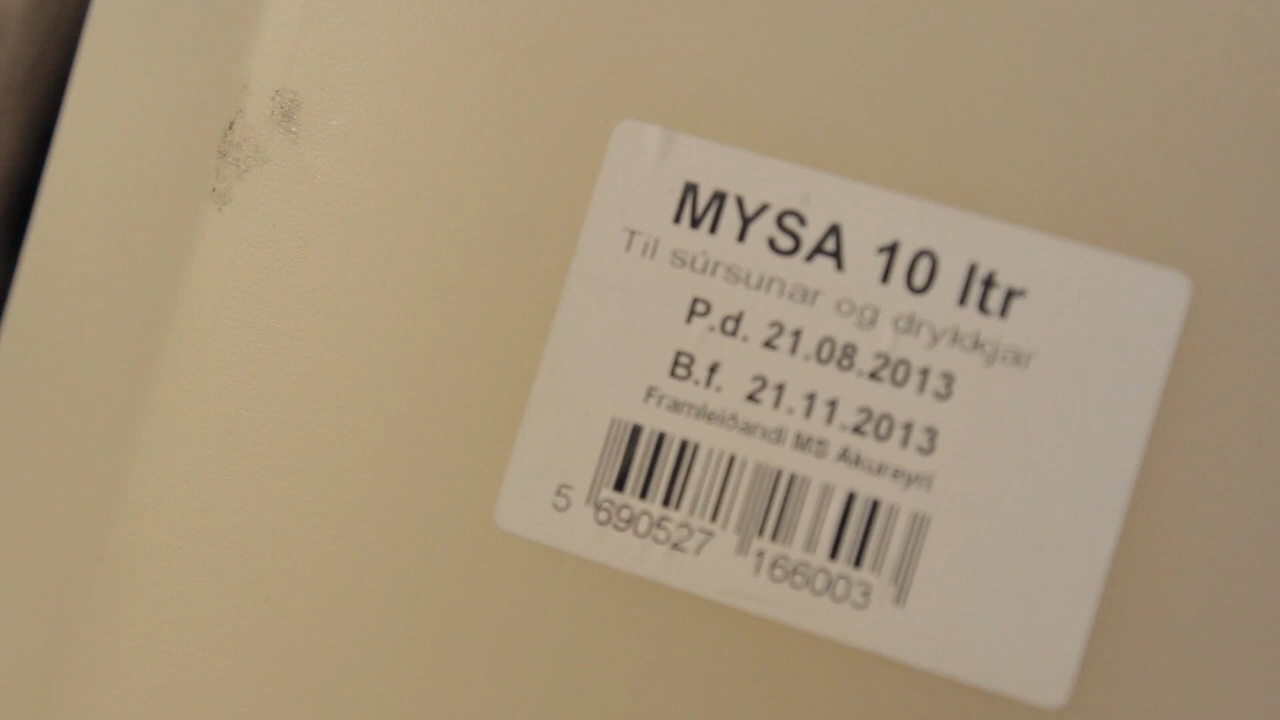 MYSA 10 ltr
Til súrsunar og drykkjar
P.d. 21.08.2013
B.f. 21.11.2013
Framleiðandi MS Akureyri
5 690527 166003